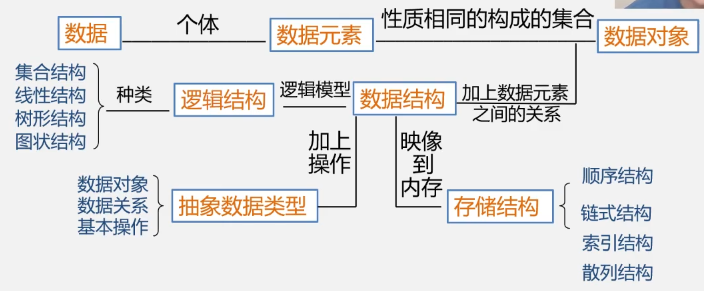 数据
个体
数据元素
性质相同的构成的集合
数据对象
集合结构
线性结构
树形结构
图状结构
种类
逻辑结构
逻辑模型
数据结构
加上数据元素
之间的关系
加上
操作
映像
到
内存
数据对象
数据关系
基本操作
抽象数据类型
存储结构
顺序结构
链式结构
索引结构
散列结构